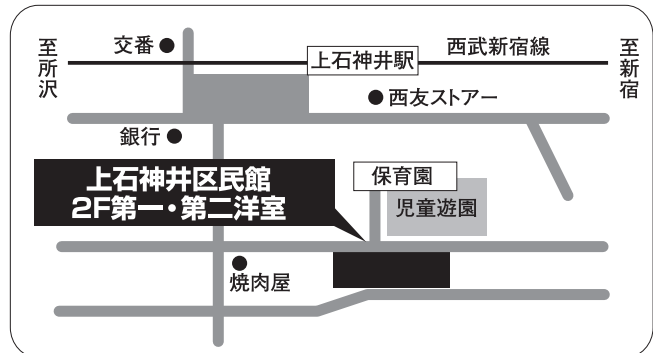 至所沢
交番
上石神井駅
西武新宿線
至新宿
西友ストアー
銀行
上石神井区民館
2F第一・第二洋室
保育園
児童遊園
焼肉屋